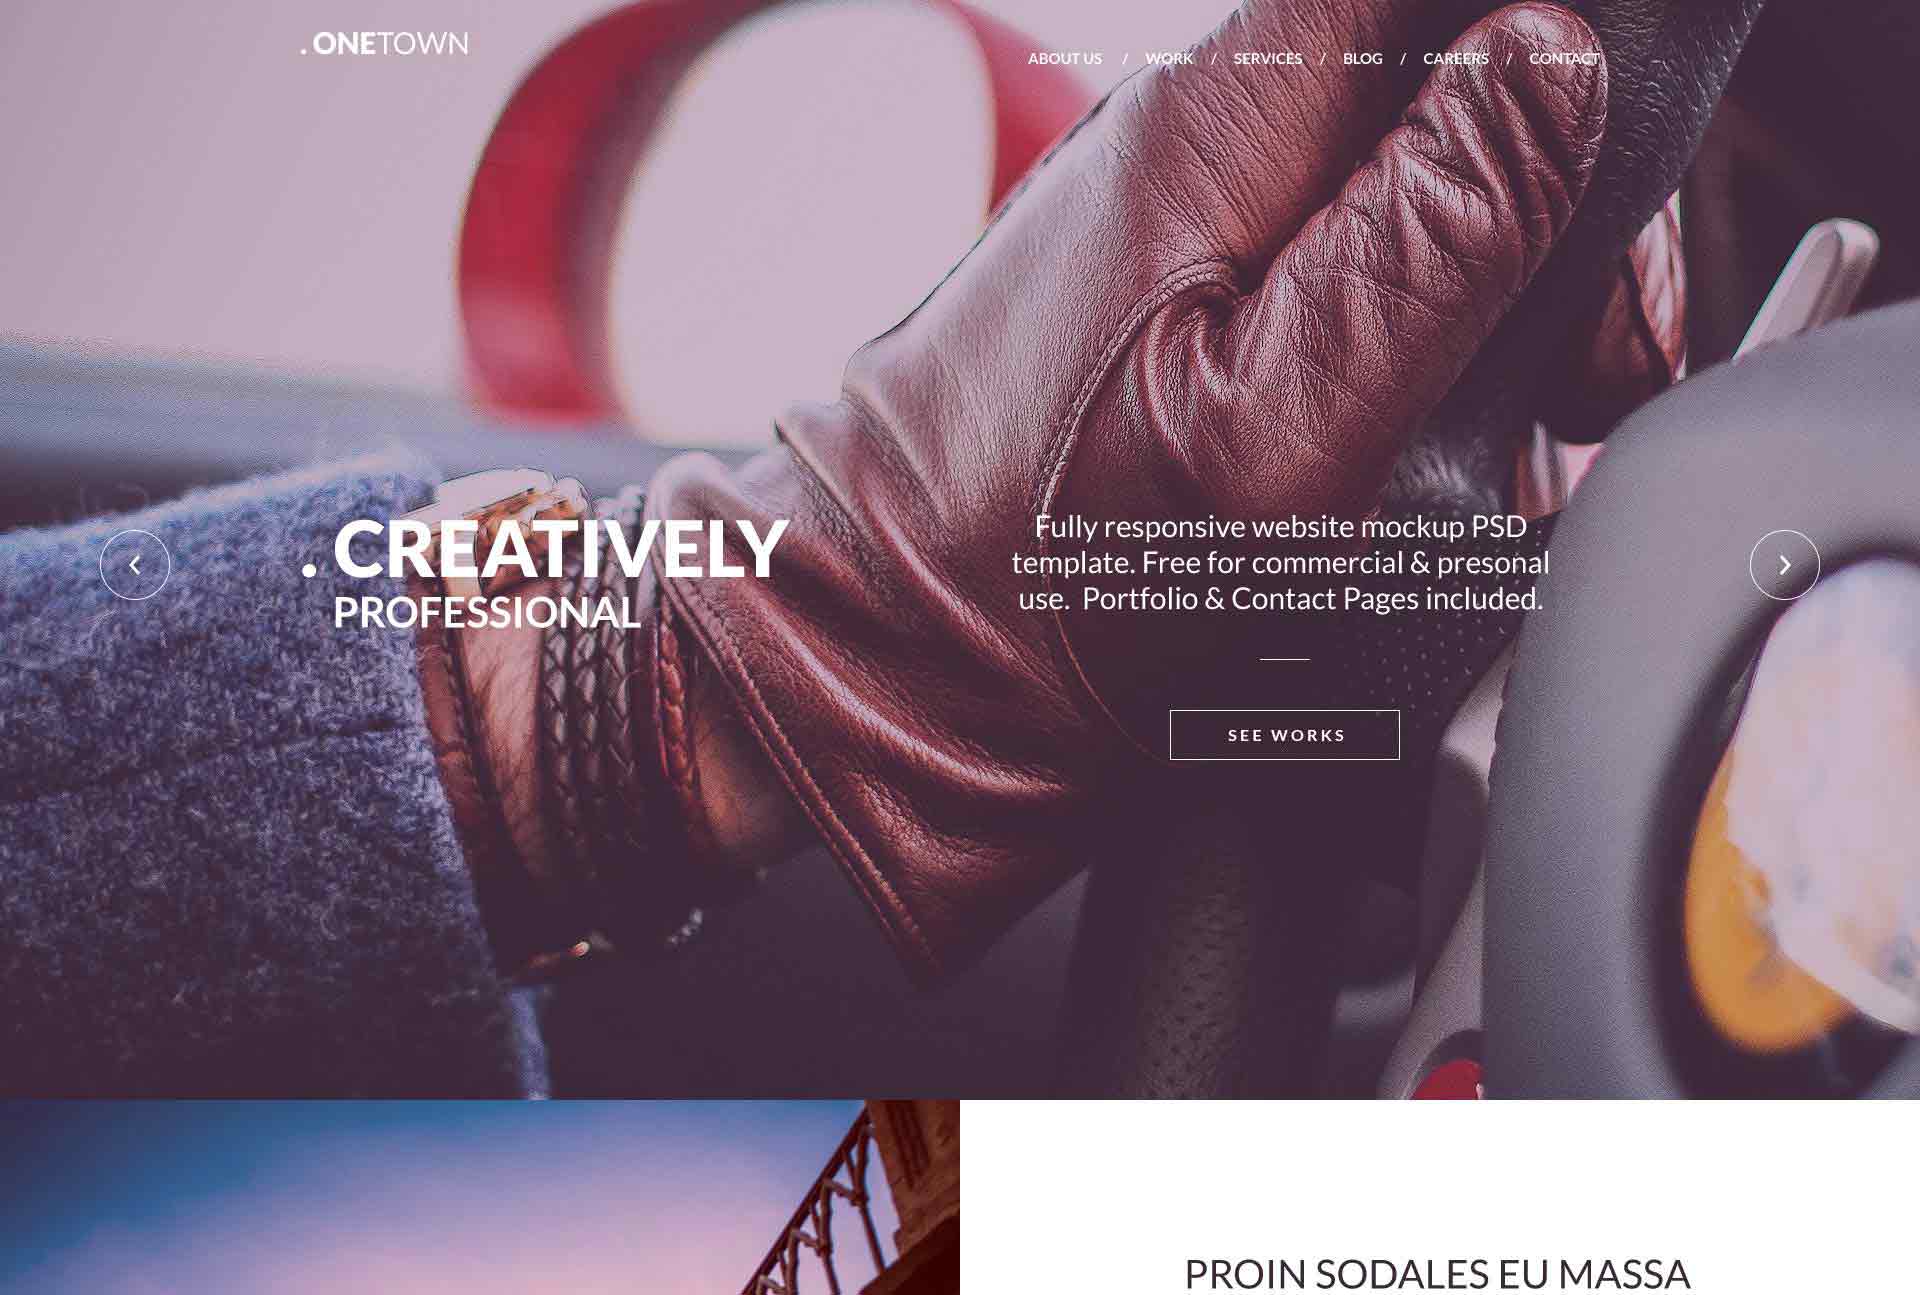 . ONETOWN
ABOUT US / WORK / SERVICES / BLOG / CAREERS / CONTACT
. CREATIVELY
PROFESSIONAL
Fully responsive website mockup PSD
template. Free for commercial & presonal
use.  Portfolio & Contact Pages included.
SEE WORKS
PROIN SODALES EU MASSA